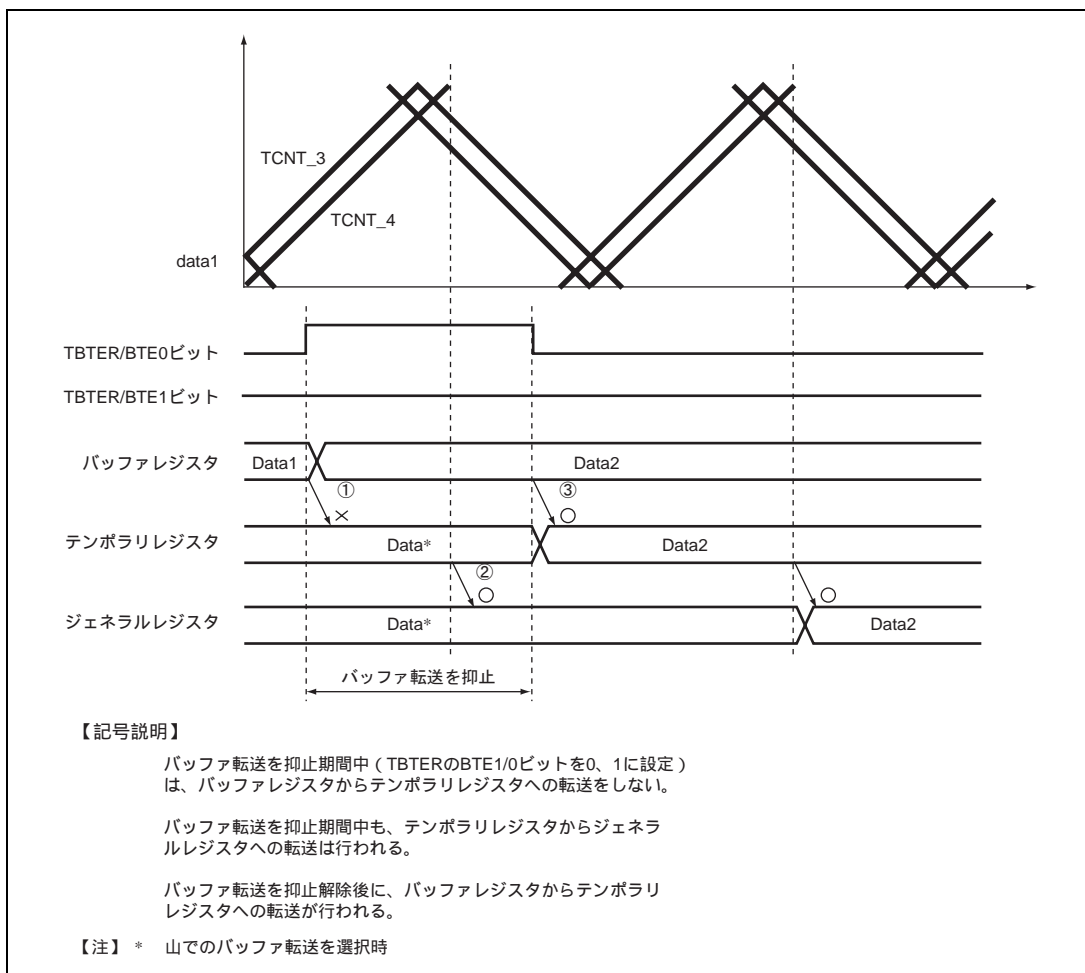 TCNT_3
TCNT_4
data1
TBTER/BTE0ビット
TBTER/BTE1ビット
バッファレジスタ
Data1
Data2
①
③
×
○
テンポラリレジスタ
Data*
Data2
②
○
○
ジェネラルレジスタ
Data*
Data2
バッファ転送を抑止
【記号説明】
バッファ転送を抑止期間中(TBTERのBTE1/0ビットを0、1に設定)
は、バッファレジスタからテンポラリレジスタへの転送をしない。
バッファ転送を抑止期間中も、テンポラリレジスタからジェネラ
ルレジスタへの転送は行われる。
バッファ転送を抑止解除後に、バッファレジスタからテンポラリ
レジスタへの転送が行われる。
【注】 * 山でのバッファ転送を選択時